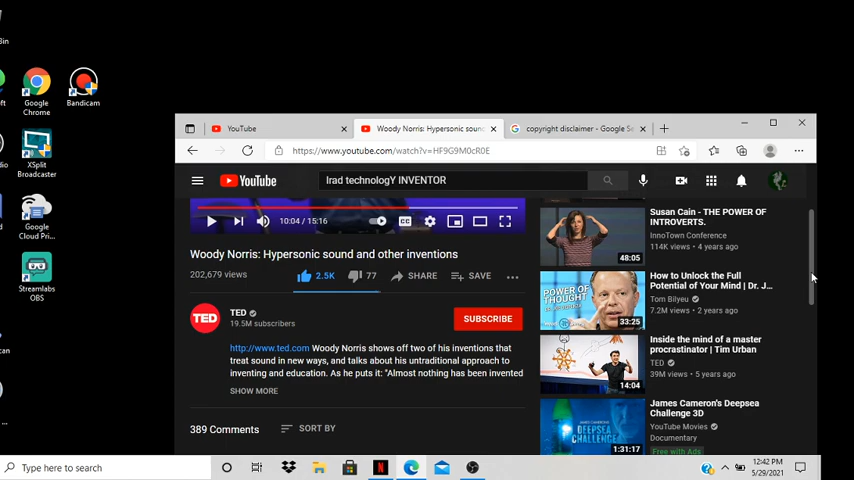 Bin
Google
Chrome
Bandicam
XSplit
Broadcaster
Google
Cloud Pri...
Streamlabs
OBS
YouTube
Woody Norris: Hypersonic soun
copyright disclaimer - Google Se
https://www.youtube.com/watch?v=HF9G9M0cR0E
YouTube
lrad technologY INVENTOR
10:04 / 15:16
CC
Woody Norris: Hypersonic sound and other inventions
202,679 views
2.5K
77
SHARE
SAVE
TED
TED
19.5M subscribers
SUBSCRIBE
http://www.ted.com Woody Norris shows off two of his inventions that
treat sound in new ways, and talks about his untraditional approach to
inventing and education. As he puts it: "Almost nothing has been invented
SHOW MORE
389 Comments
SORT BY
48:05
Susan Cain - THE POWER OF
INTROVERTS.
InnoTown Conference
114K views • 4 years ago
POWER OF
THOUGHT
33:25
How to Unlock the Full
Potential of Your Mind | Dr. J...
Tom Bilyeu
7.2M views • 2 years ago
14:04
Inside the mind of a master
procrastinator | Tim Urban
TED
39M views • 5 years ago
DEEPSEA
CHALLENGE
1:31:17
James Cameron's Deepsea
Challenge 3D
YouTube Movies
Documentary
Free with Ads
Type here to search
12:42 PM
5/29/2021